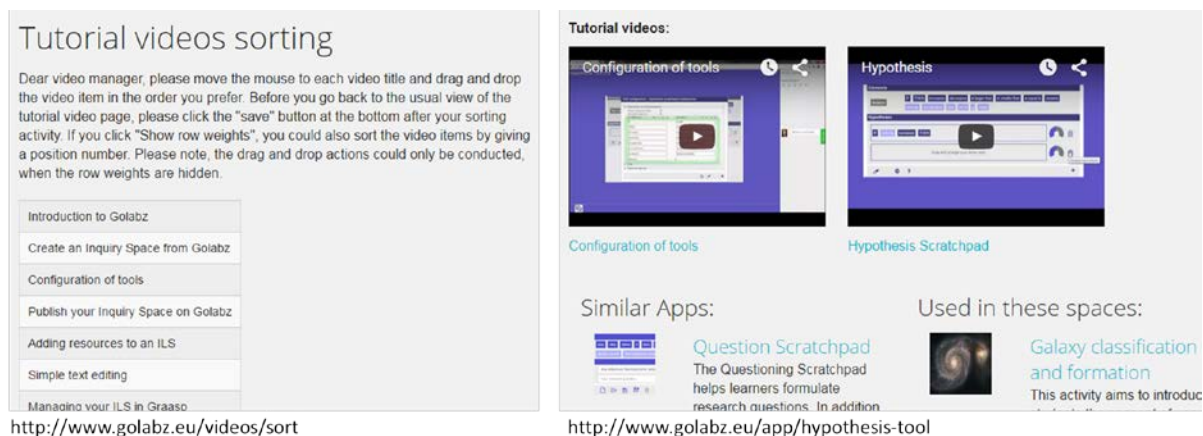 Tutorial videos sorting
Dear video manager, please move the mouse to each video title and drag and drop
the video item in the order you prefer. Before you go back to the usual view of the
tutorial video page, please click the "save" button at the bottom after your sorting
activity. If you click "Show row weights", you could also sort the video items by giving
a position number. Please note, the drag and drop actions could only be conducted,
when the row weights are hidden.
Introduction to Golabz
Create an Inquiry Space from Golabz
Configuration of tools
Publish your Inquiry Space on Golabz
Adding resources to an ILS
Simple text editing
Managing your ILS in Graasp
http://www.golabz.eu/videos/sort
Tutorial videos:
Configuration of tools
Hypothesis
Configuration of tools
Hypothesis Scratchpad
Similar Apps:
Question Scratchpad
The Questioning Scratchpad
helps learners formulate
research questions. In addition
Used in these spaces:
Galaxy classification
and formation
This activity aims to introduc
http://www.golabz.eu/app/hypothesis-tool